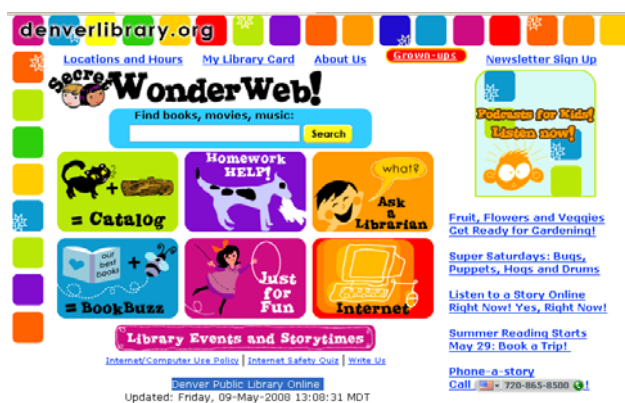 denverlibrary.org
Locations and Hours My Library Card About Us Grown-ups Newsletter Sign Up
Secret
WonderWeb!
Find books, movies, music:
Search
Podcasts for Kids!
Listen now!
+
= Catalog
Homework
HELP!
what?
Ask
a
Librarian
our
best
books
+
= BookBuzz
Just
for
Fun
Internet
Fruit, Flowers and Veggies
Get Ready for Gardening!
Super Saturdays: Bugs,
Puppets, Hogs and Drums
Listen to a Story Online
Right Now! Yes, Right Now!
Summer Reading Starts
May 29: Book a Trip!
Phone-a-story
Call 720-865-8500 !
Library Events and Storytimes
Internet/Computer Use Policy | Internet Safety Quiz | Write Us
Denver Public Library Online
Updated: Friday, 09-May-2008 13:08:31 MDT